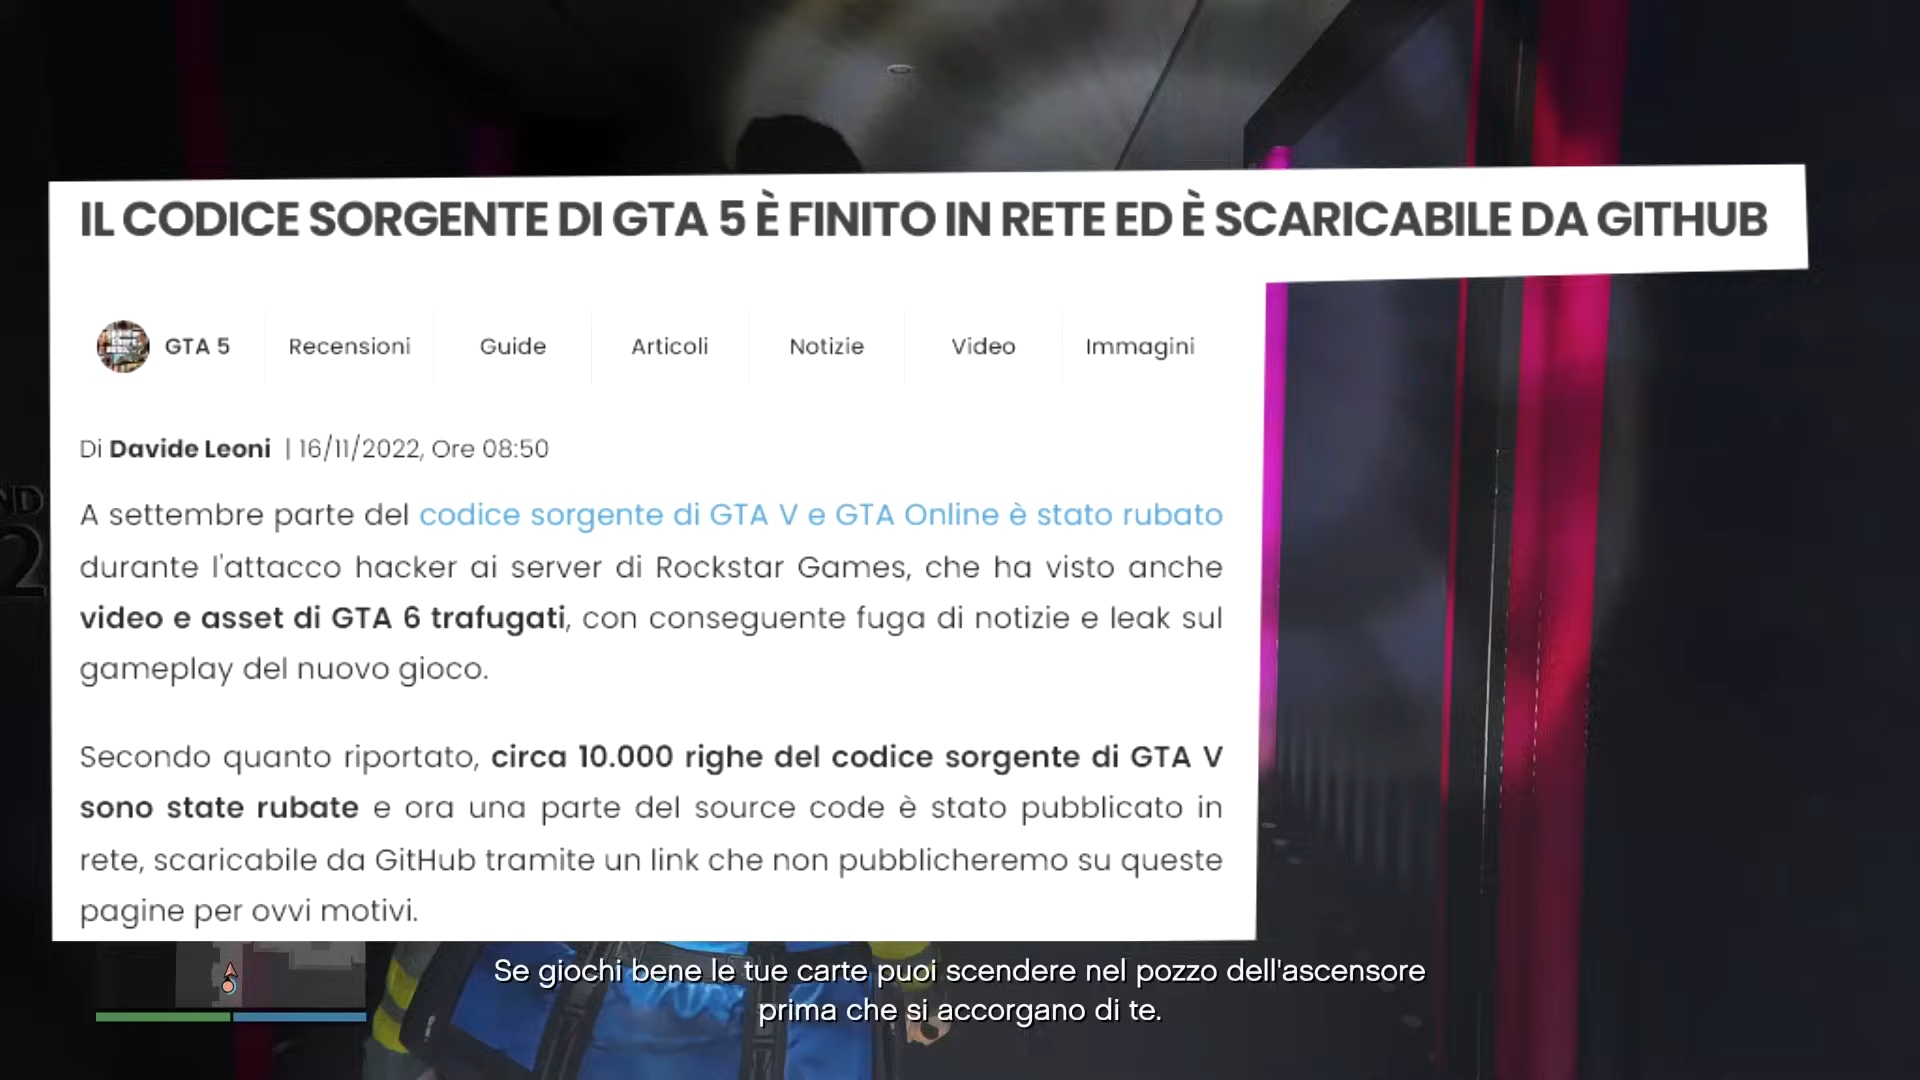 IL CODICE SORGENTE DI GTA 5 È FINITO IN RETE ED È SCARICABILE DA GITHUB
GTA 5 Recensioni Guide Articoli Notizie Video Immagini
Di Davide Leoni | 16/11/2022, Ore 08:50
A settembre parte del codice sorgente di GTA V e GTA Online è stato rubato
durante l'attacco hacker ai server di Rockstar Games, che ha visto anche
video e asset di GTA 6 trafugati, con conseguente fuga di notizie e leak sul
gameplay del nuovo gioco.
Secondo quanto riportato, circa 10.000 righe del codice sorgente di GTA V
sono state rubate e ora una parte del source code è stato pubblicato in
rete, scaricabile da GitHub tramite un link che non pubblicheremo su queste
pagine per ovvi motivi.
Se giochi bene le tue carte puoi scendere nel pozzo dell'ascensore
prima che si accorgano di te.